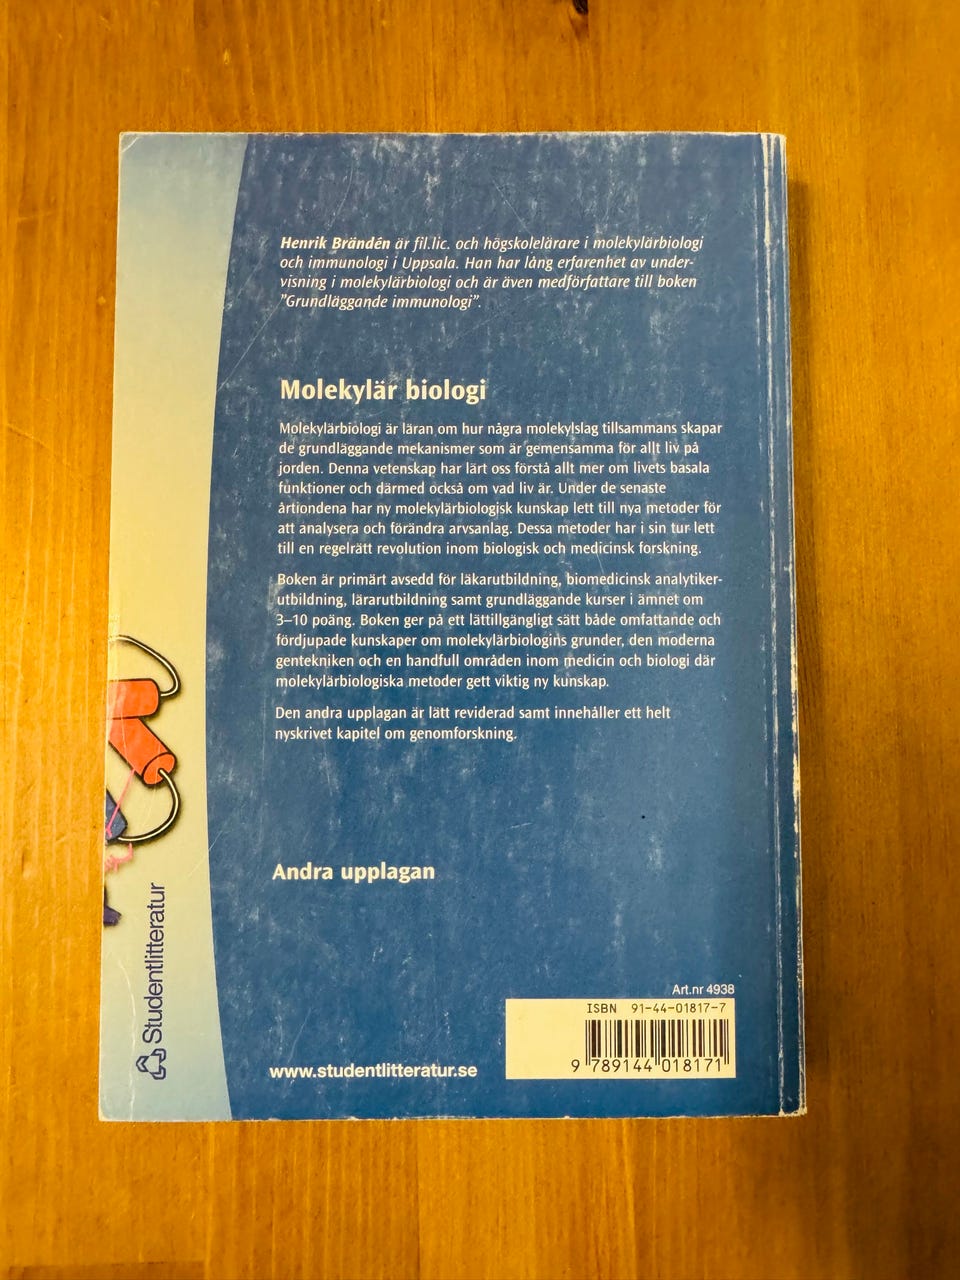 Henrik Brändén är fil.lic. och högskolelärare i molekylärbiologi
och immunologi i Uppsala. Han har lång erfarenhet av under-
visning i molekylärbiologi och är även medförfattare till boken
”Grundläggande immunologi”.
Molekylär biologi
Molekylärbiologi är läran om hur några molekylslag tillsammans skapar
de grundläggande mekanismer som är gemensamma för allt liv på
jorden. Denna vetenskap har lärt oss förstå allt mer om livets basala
funktioner och därmed också om vad liv är. Under de senaste
årtiondena har ny molekylärbiologisk kunskap lett till nya metoder för
att analysera och förändra arvsanlag. Dessa metoder har i sin tur lett
till en regelrätt revolution inom biologisk och medicinsk forskning.
Boken är primärt avsedd för läkarutbildning, biomedicinsk analytiker-
utbildning, lärarutbildning samt grundläggande kurser i ämnet om
3–10 poäng. Boken ger på ett lättillgängligt sätt både omfattande och
fördjupade kunskaper om molekylärbiologins grunder, den moderna
gentekniken och en handfull områden inom medicin och biologi där
molekylärbiologiska metoder gett viktig ny kunskap.
Den andra upplagan är lätt reviderad samt innehåller ett helt
nyskrivet kapitel om genomforskning.
Andra upplagan
Studentlitteratur
www.studentlitteratur.se
Art.nr 4938
ISBN 91-44-01817-7
9 789144 018171